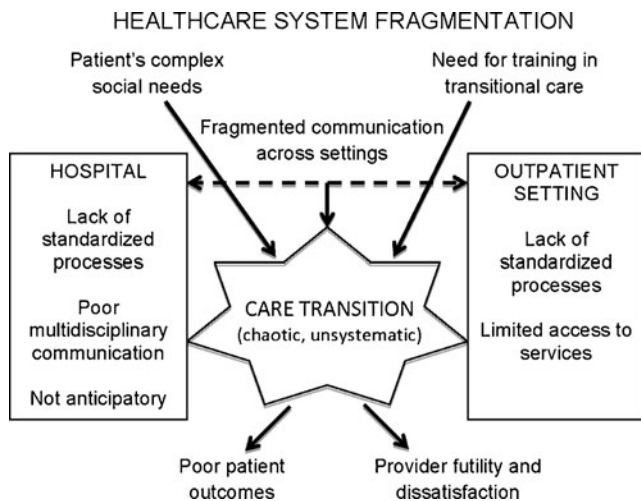 HEALTHCARE SYSTEM FRAGMENTATION
Patient's complex
social needs
Need for training in
transitional care
Fragmented communication
across settings
HOSPITAL
Lack of
standardized
processes
Poor
multidisciplinary
communication
Not anticipatory
CARE TRANSITION
(chaotic, unsystematic)
OUTPATIENT
SETTING
Lack of
standardized
processes
Limited access to
services
Poor patient
outcomes
Provider futility and
dissatisfaction